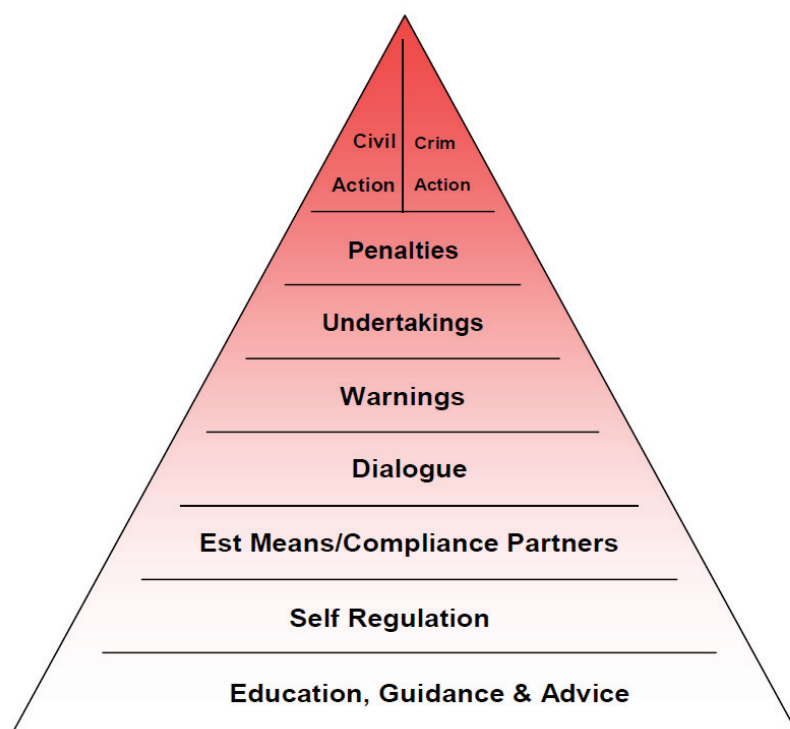 Civil Crim
Action Action
Penalties
Undertakings
Warnings
Dialogue
Est Means/Compliance Partners
Self Regulation
Education, Guidance & Advice